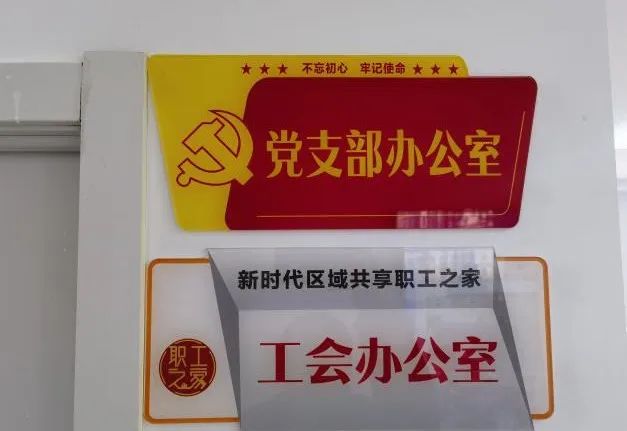 ★★★ 不忘初心 牢记使命 ★★★
党支部办公室
新时代区域共享职工之家
职工之家
工会办公室